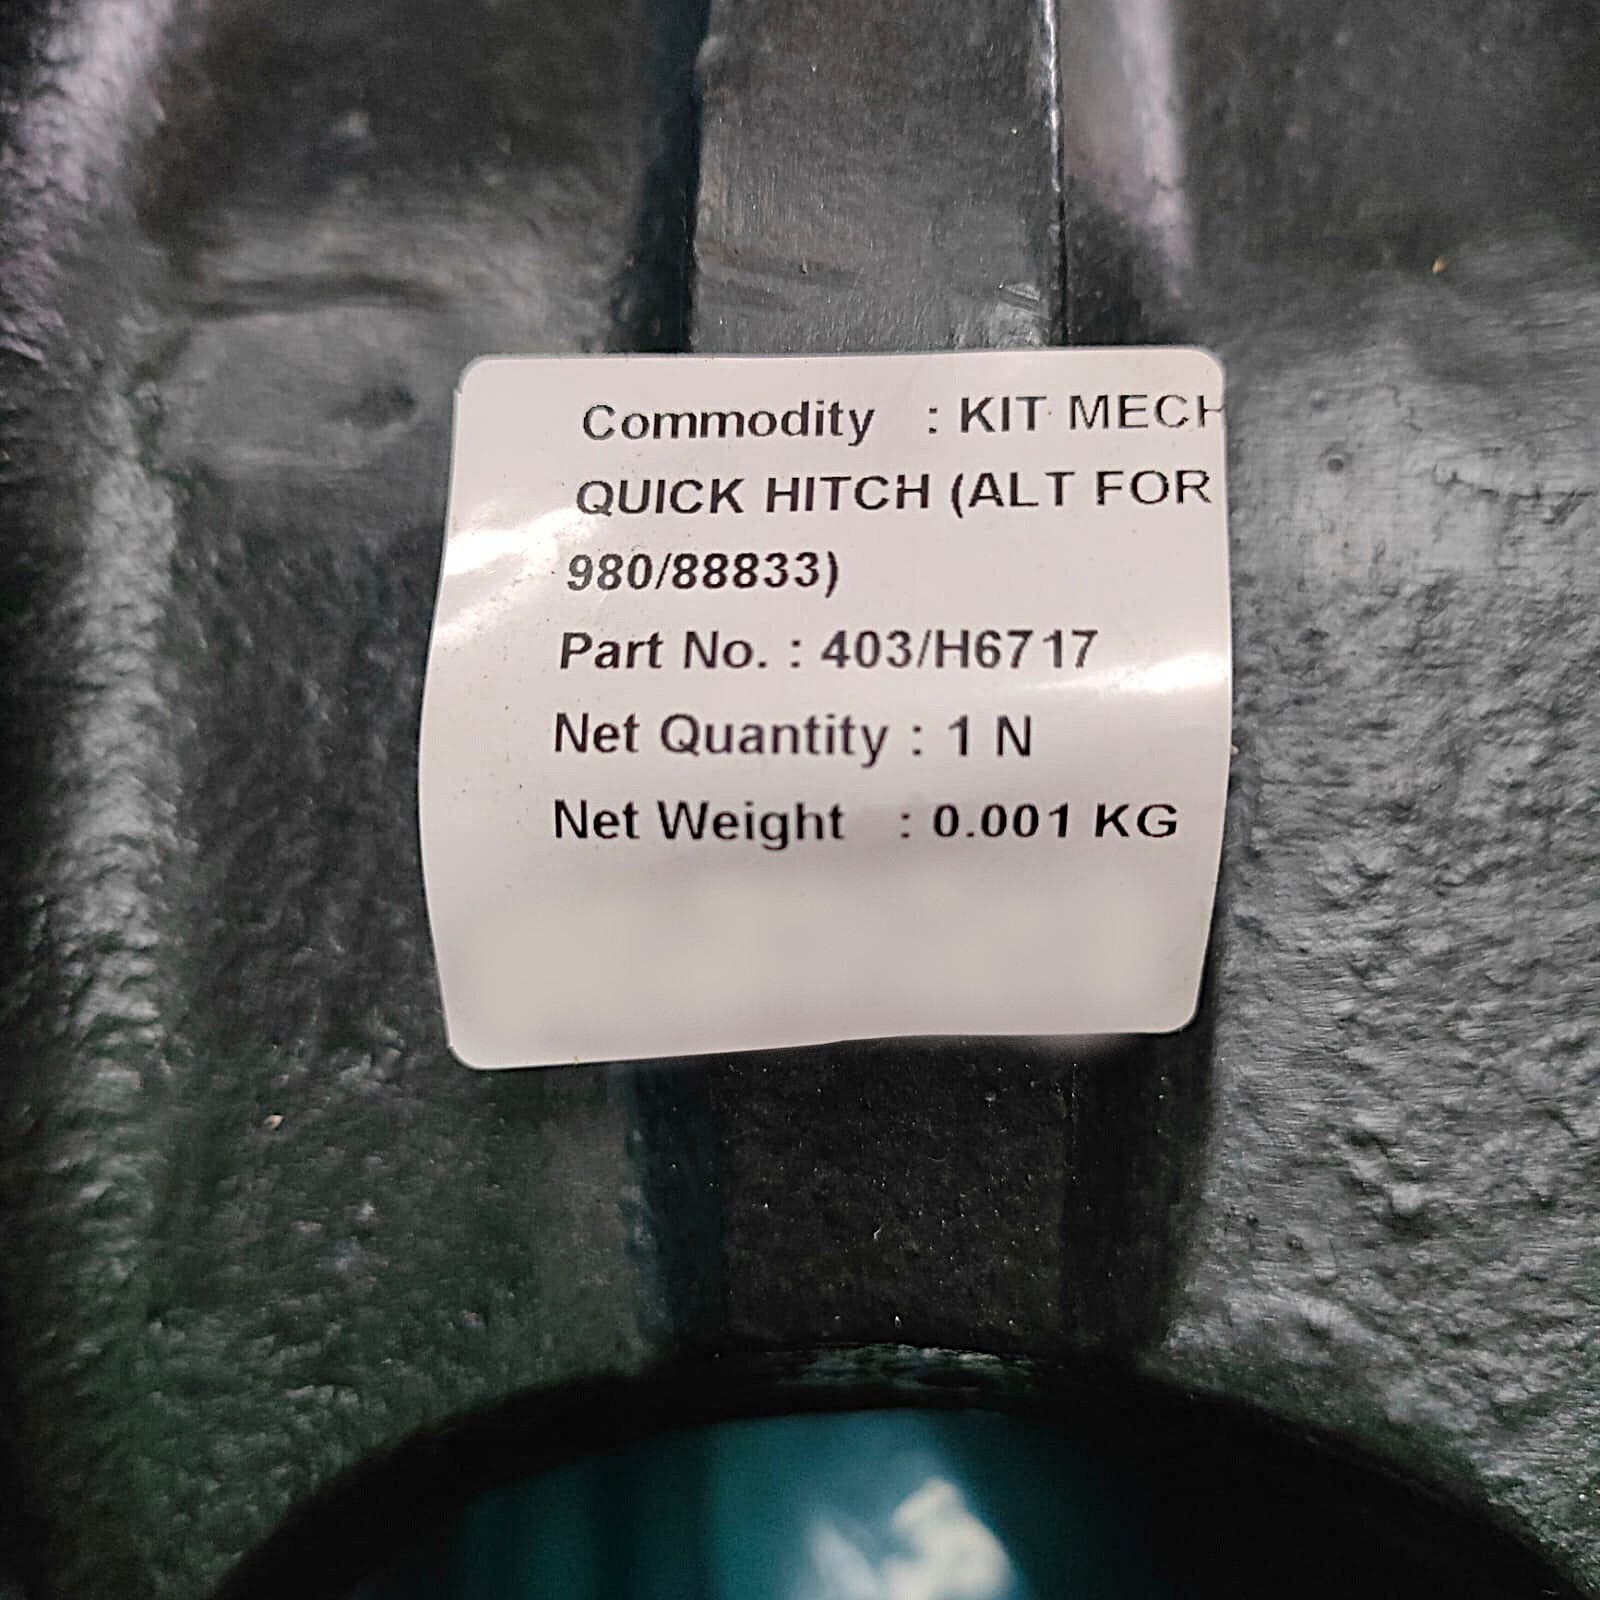 Commodity : KIT MECH
QUICK HITCH (ALT FOR
980/88833)
Part No. : 403/H6717
Net Quantity : 1 N
Net Weight : 0.001 KG